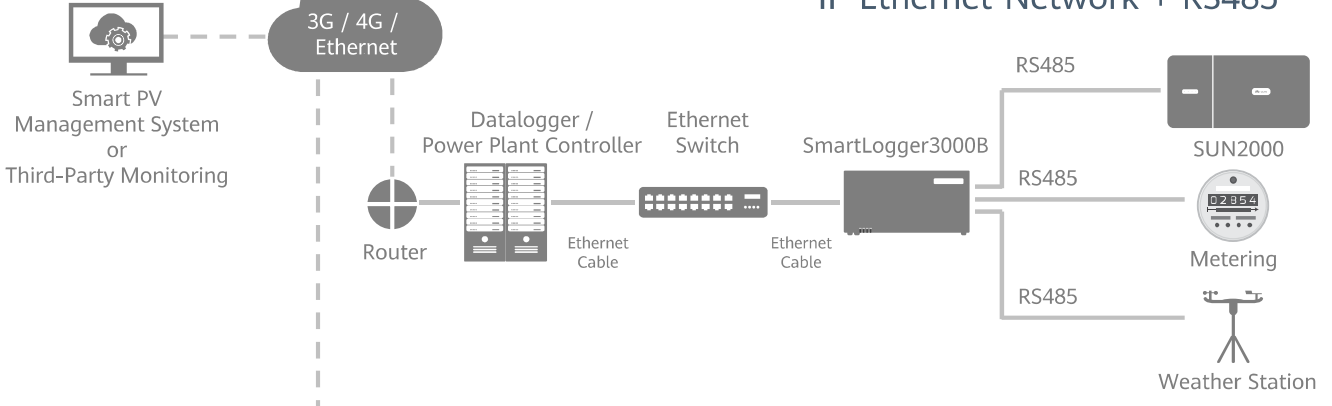 IP Ethernet Network + RS485
3G / 4G /
Ethernet
Smart PV
Management System
or
Third-Party Monitoring
Router
Datalogger /
Power Plant Controller
Ethernet
Cable
Ethernet
Switch
Ethernet
Cable
SmartLogger3000B
RS485
SUN2000
RS485
02954
Metering
RS485
Weather Station